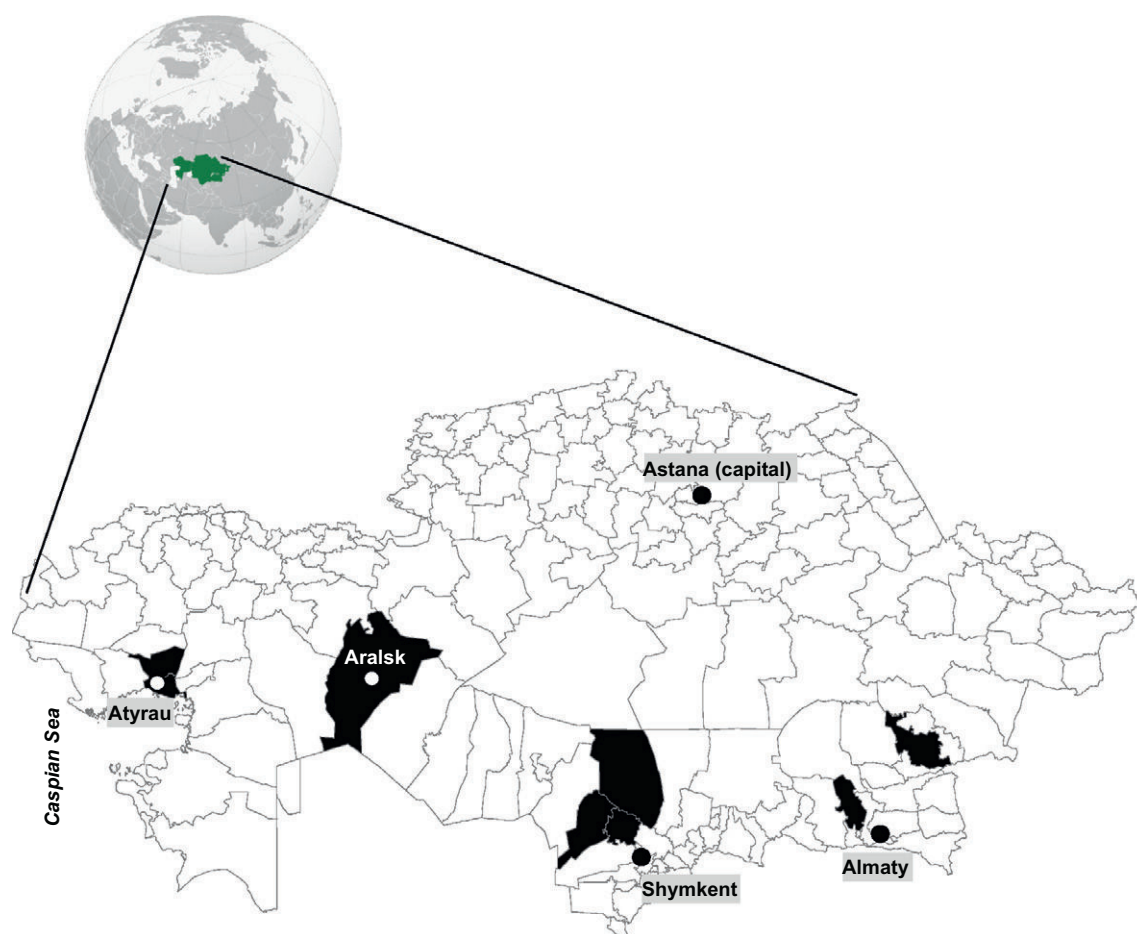 Astana (capital)
Aralsk
Atyrau
Caspian Sea
Almaty
Shymkent